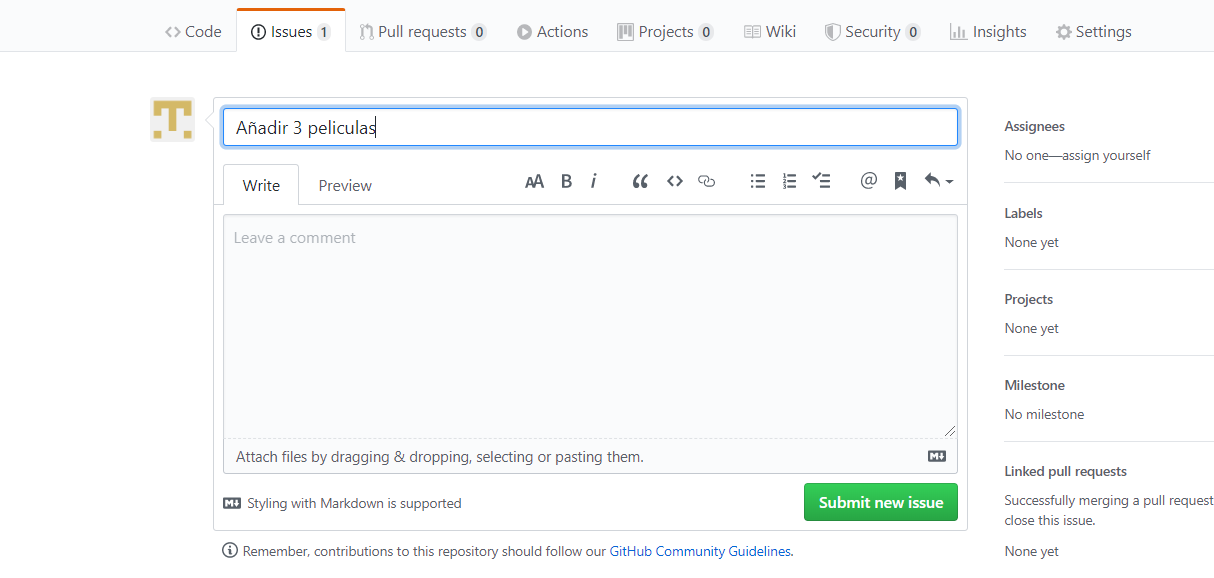 Code Issues 1 Pull requests 0 Actions Projects 0 Wiki Security 0 Insights Settings
Añadir 3 peliculas
Write Preview AA B i @
Leave a comment
Attach files by dragging & dropping, selecting or pasting them.
Styling with Markdown is supported
Submit new issue
Remember, contributions to this repository should follow our GitHub Community Guidelines.
Assignees
No one—assign yourself
Labels
None yet
Projects
None yet
Milestone
No milestone
Linked pull requests
Successfully merging a pull request
close this issue.
None yet